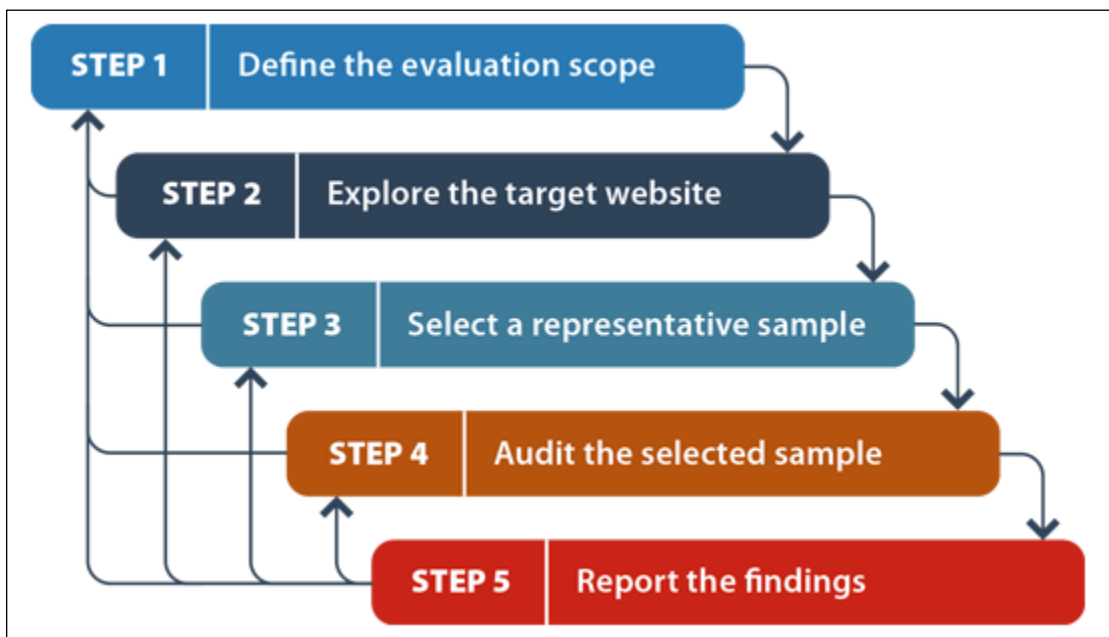 STEP 1 Define the evaluation scope
STEP 2 Explore the target website
STEP 3 Select a representative sample
STEP 4 Audit the selected sample
STEP 5 Report the findings